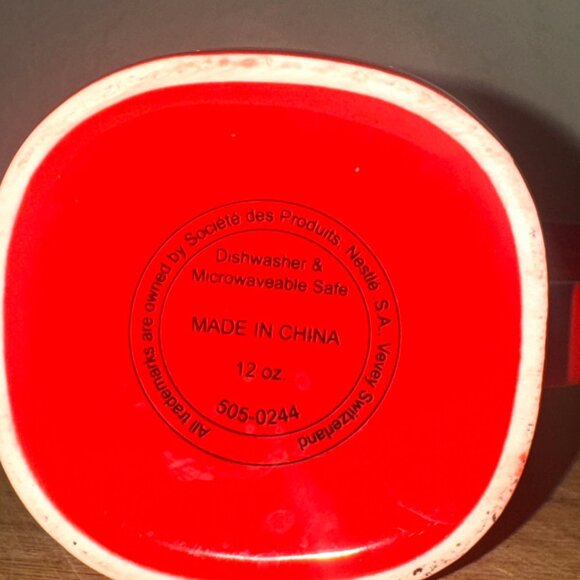 All trademarks are owned by Société des Produits Nestlé S.A. Vevey Switzerland
Dishwasher &
Microwaveable Safe
MADE IN CHINA
12 oz.
505-0244